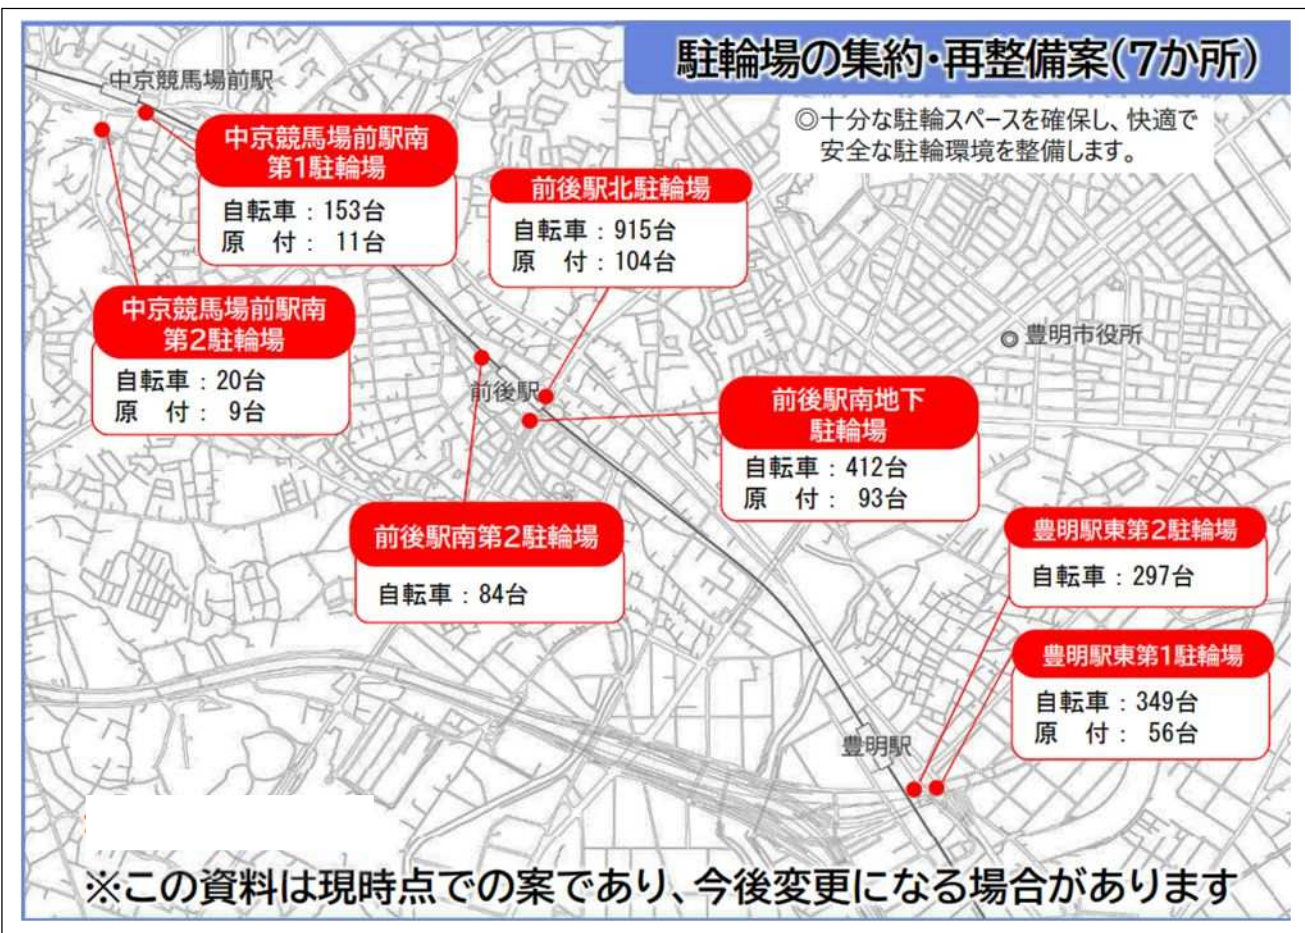 駐輪場の集約・再整備案(7か所)
◎十分な駐輪スペースを確保し、快適で
安全な駐輪環境を整備します。
中京競馬場前駅
中京競馬場前駅南
第1駐輪場
自転車：153台
原　付： 11台
前後駅北駐輪場
自転車：915台
原　付：104台
中京競馬場前駅南
第2駐輪場
自転車：20台
原　付： 9台
豊明市役所
前後駅
前後駅南地下
駐輪場
自転車：412台
原　付： 93台
前後駅南第2駐輪場
自転車：84台
豊明駅東第2駐輪場
自転車：297台
豊明駅東第1駐輪場
自転車：349台
原　付： 56台
豊明駅
※この資料は現時点での案であり、今後変更になる場合があります